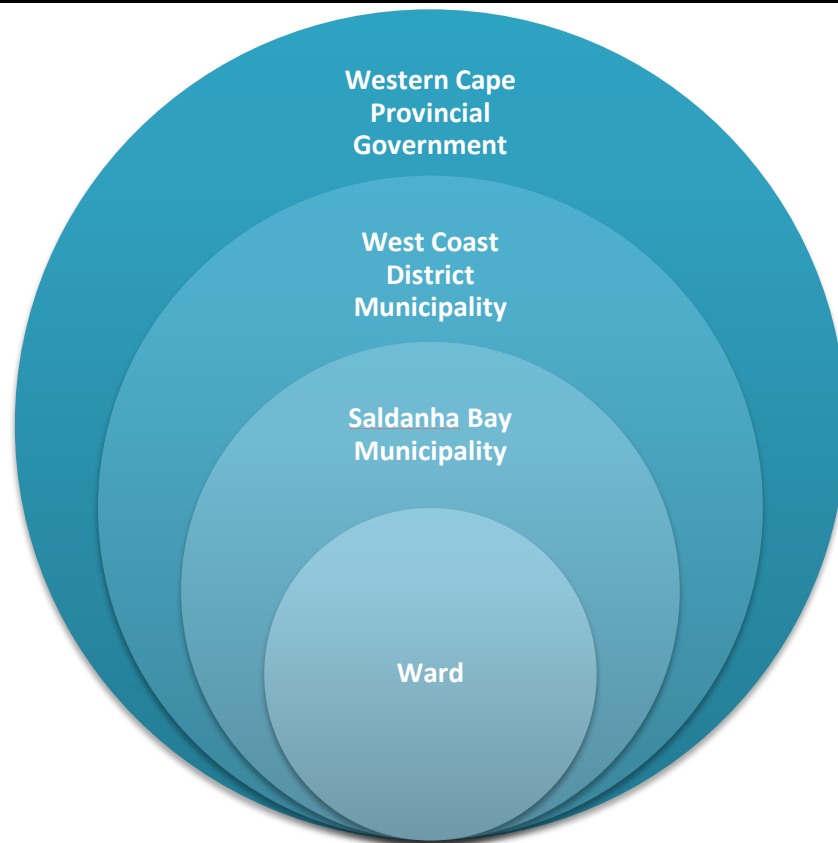 Western Cape
Provincial
Government
West Coast
District
Municipality
Saldanha Bay
Municipality
Ward